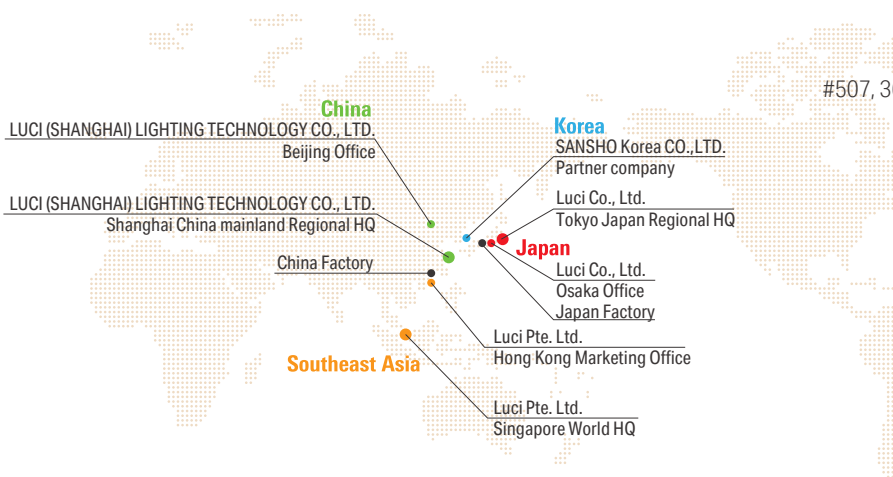 #507, 3
China
LUCI (SHANGHAI) LIGHTING TECHNOLOGY CO., LTD.
Beijing Office
LUCI (SHANGHAI) LIGHTING TECHNOLOGY CO., LTD.
Shanghai China mainland Regional HQ
China Factory
Korea
SANSHO Korea CO.,LTD.
Partner company
Luci Co., Ltd.
Tokyo Japan Regional HQ
Japan
Luci Co., Ltd.
Osaka Office
Japan Factory
Luci Pte. Ltd.
Hong Kong Marketing Office
Southeast Asia
Luci Pte. Ltd.
Singapore World HQ